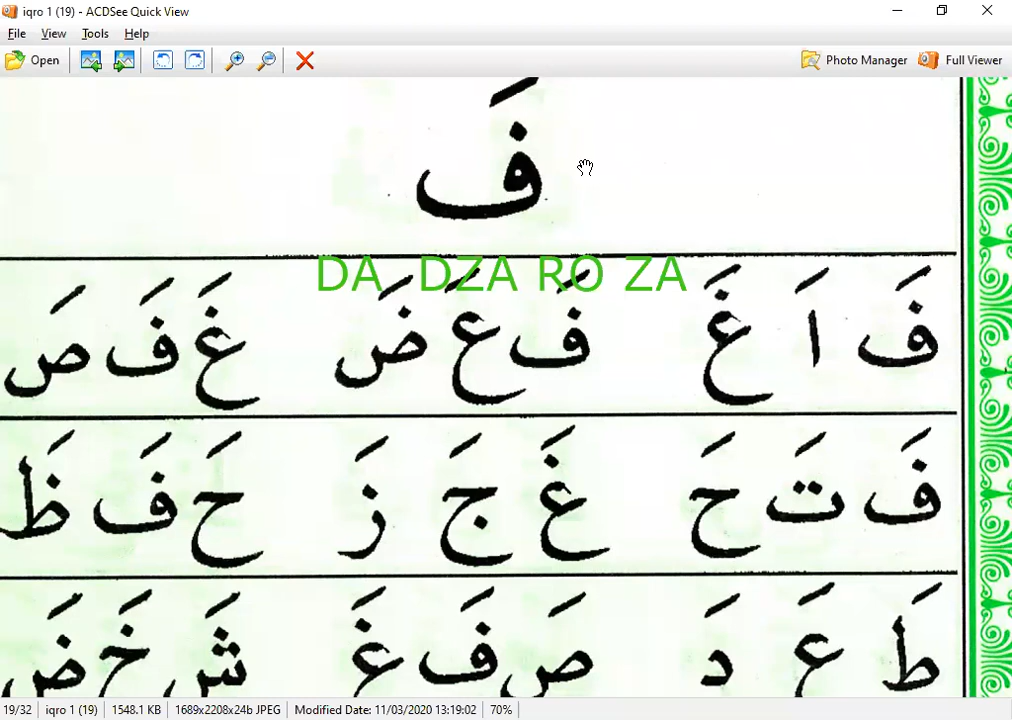 iqro 1 (19) - ACDSee Quick View
File View Tools Help
Open Photo Manager Full Viewer
فَ
DA DZA RO ZA
فَ اَ غَ فَ عَ ضَ غَ فَ صَ
فَ تَ حَ غَ جَ زَ حَ فَ ظَ
طَ عَ دَ صَ فَ غَ شَ خَ ضَ
19/32 iqro 1 (19) 1548.1 KB 1689x2208x24b JPEG Modified Date: 11/03/2020 13:19:02 70%